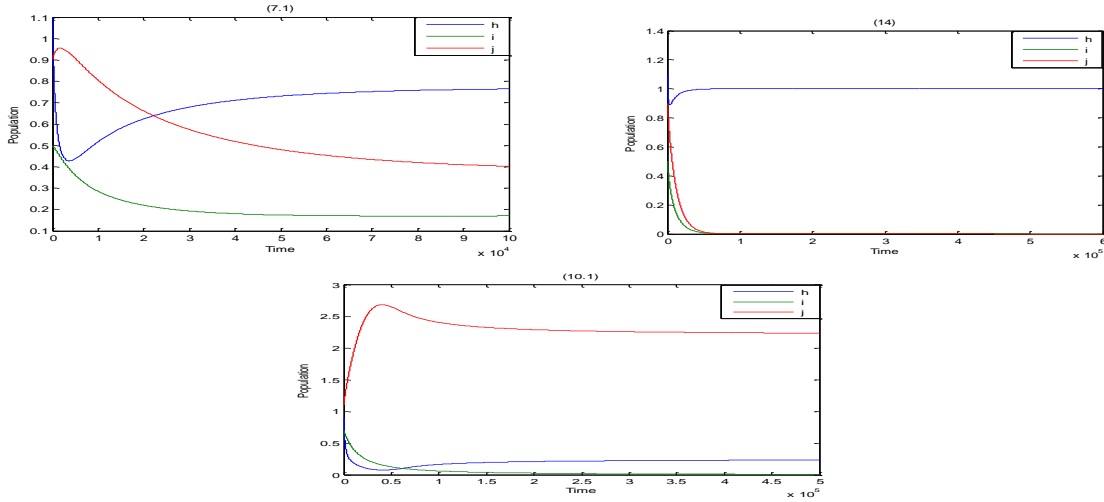 (7.1)
1.1
1
0.9
0.8
0.7
0.6
0.5
0.4
0.3
0.2
0.1
Population
0 1 2 3 4 5 6 7 8 9 10
Time
x 10^4
h
i
j
(14)
1.4
1.2
1
0.8
0.6
0.4
0.2
0
Population
0 1 2 3 4 5 6
Time
x 10^5
h
i
j
(10.1)
3
2.5
2
1.5
1
0.5
0
Population
0 0.5 1 1.5 2 2.5 3 3.5 4 4.5 5
Time
x 10^5
h
i
j